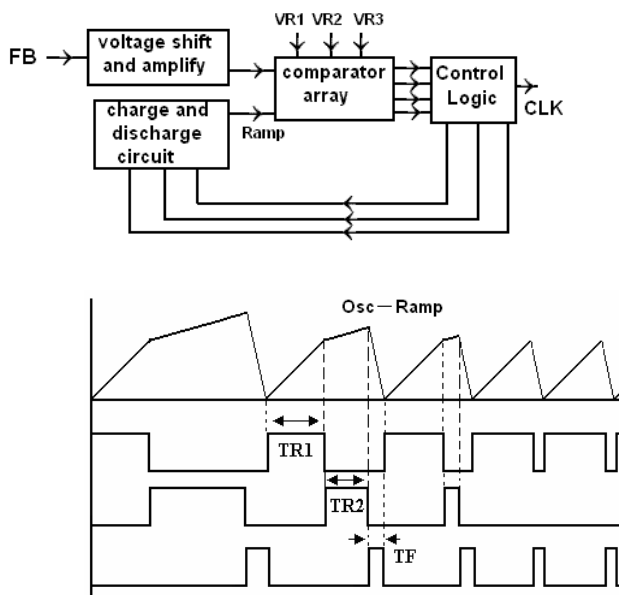 VR1 VR2 VR3
FB
voltage shift
and amplify
comparator
array
Control
Logic
CLK
charge and
discharge
circuit
Ramp
Osc—Ramp
TR1
TR2
TF